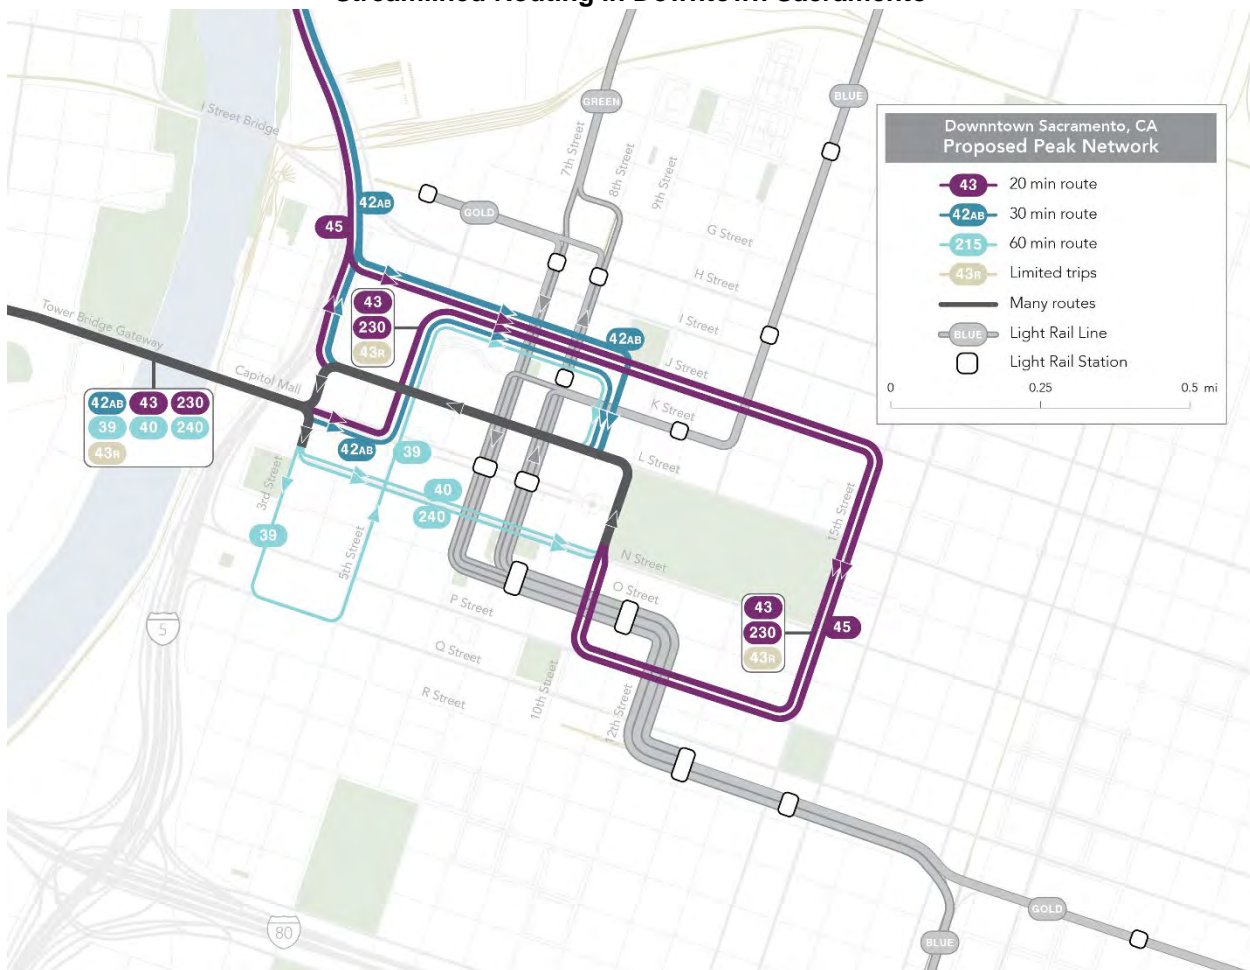 Streamlined Routing in Downtown Sacramento
I Street Bridge
GREEN
BLUE
7th Street
8th Street
9th Street
GOLD
42AB
45
G Street
H Street
I Street
J Street
K Street
L Street
Tower Bridge Gateway
Capitol Mall
43
230
43R
42AB
42AB 43 230
39 40 240
43R
42AB
39
40
240
3rd Street
39
5th Street
15th Street
N Street
O Street
P Street
Q Street
R Street
10th Street
12th Street
43
230
43R
45
5
80
GOLD
BLUE
Downntown Sacramento, CA
Proposed Peak Network
43 20 min route
42AB 30 min route
215 60 min route
43R Limited trips
Many routes
BLUE Light Rail Line
Light Rail Station
0 0.25 0.5 mi